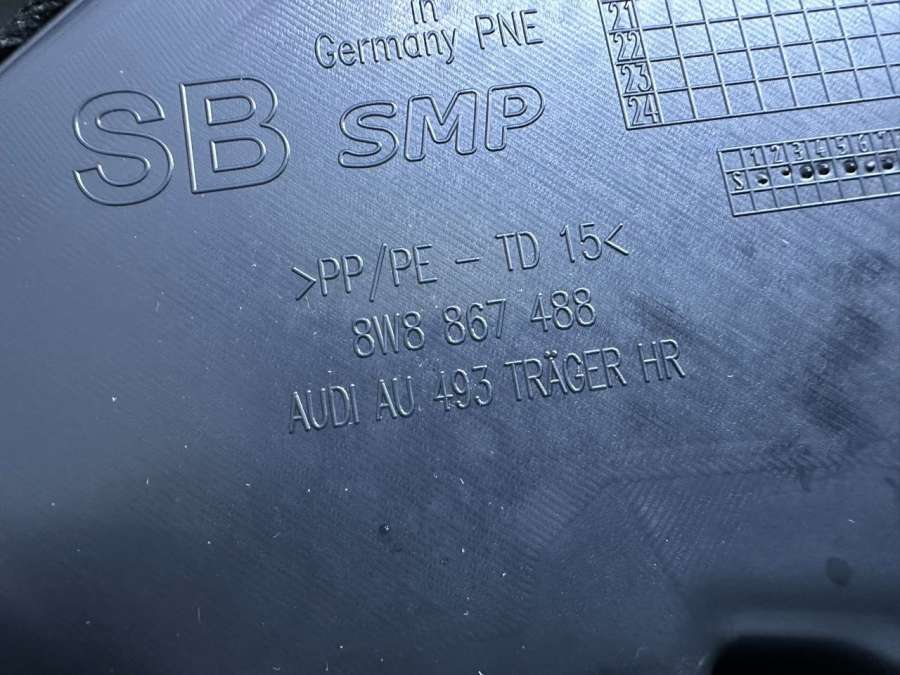 in
Germany PNE
SB SMP
21
22
23
24
1 2 3 4 5 6 7
S
>PP/PE - TD 15<
8W8 867 488
AUDI AU 493 TRÄGER HR